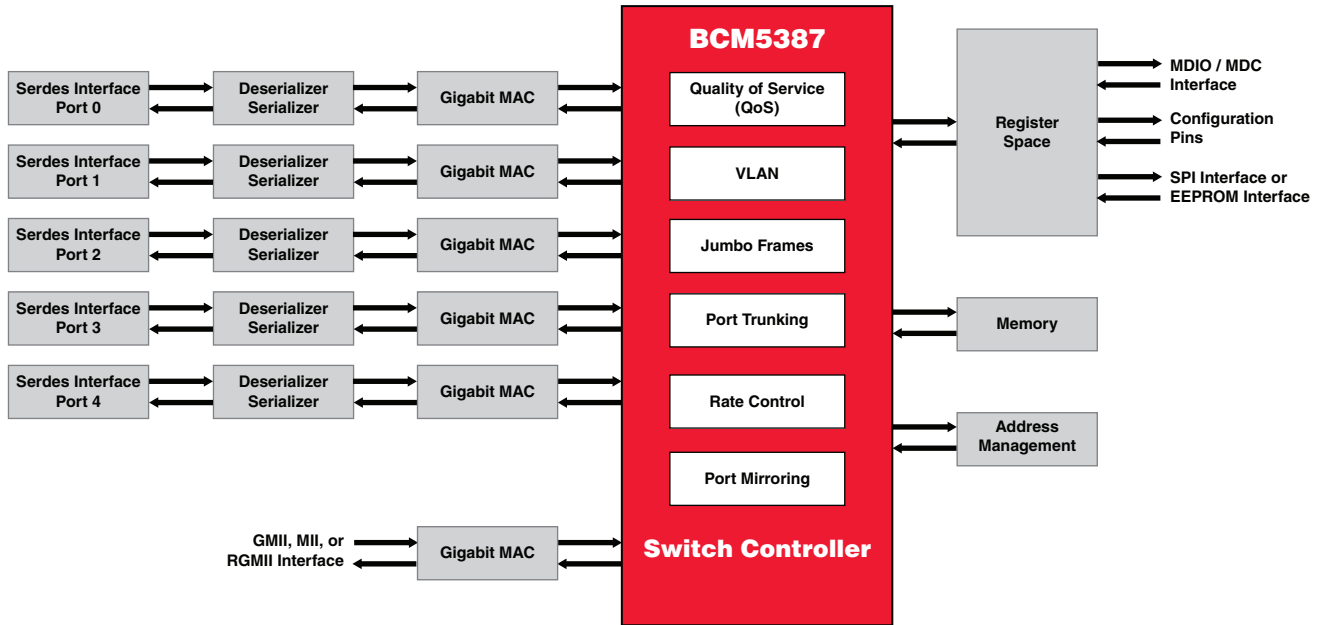 BCM5387
Serdes Interface
Port 0
Deserializer
Serializer
Gigabit MAC
Serdes Interface
Port 1
Deserializer
Serializer
Gigabit MAC
Serdes Interface
Port 2
Deserializer
Serializer
Gigabit MAC
Serdes Interface
Port 3
Deserializer
Serializer
Gigabit MAC
Serdes Interface
Port 4
Deserializer
Serializer
Gigabit MAC
GMII, MII, or
RGMII Interface
Gigabit MAC
Quality of Service
(QoS)
VLAN
Jumbo Frames
Port Trunking
Rate Control
Port Mirroring
Switch Controller
Register
Space
MDIO / MDC
Interface
Configuration
Pins
SPI Interface or
EEPROM Interface
Memory
Address
Management